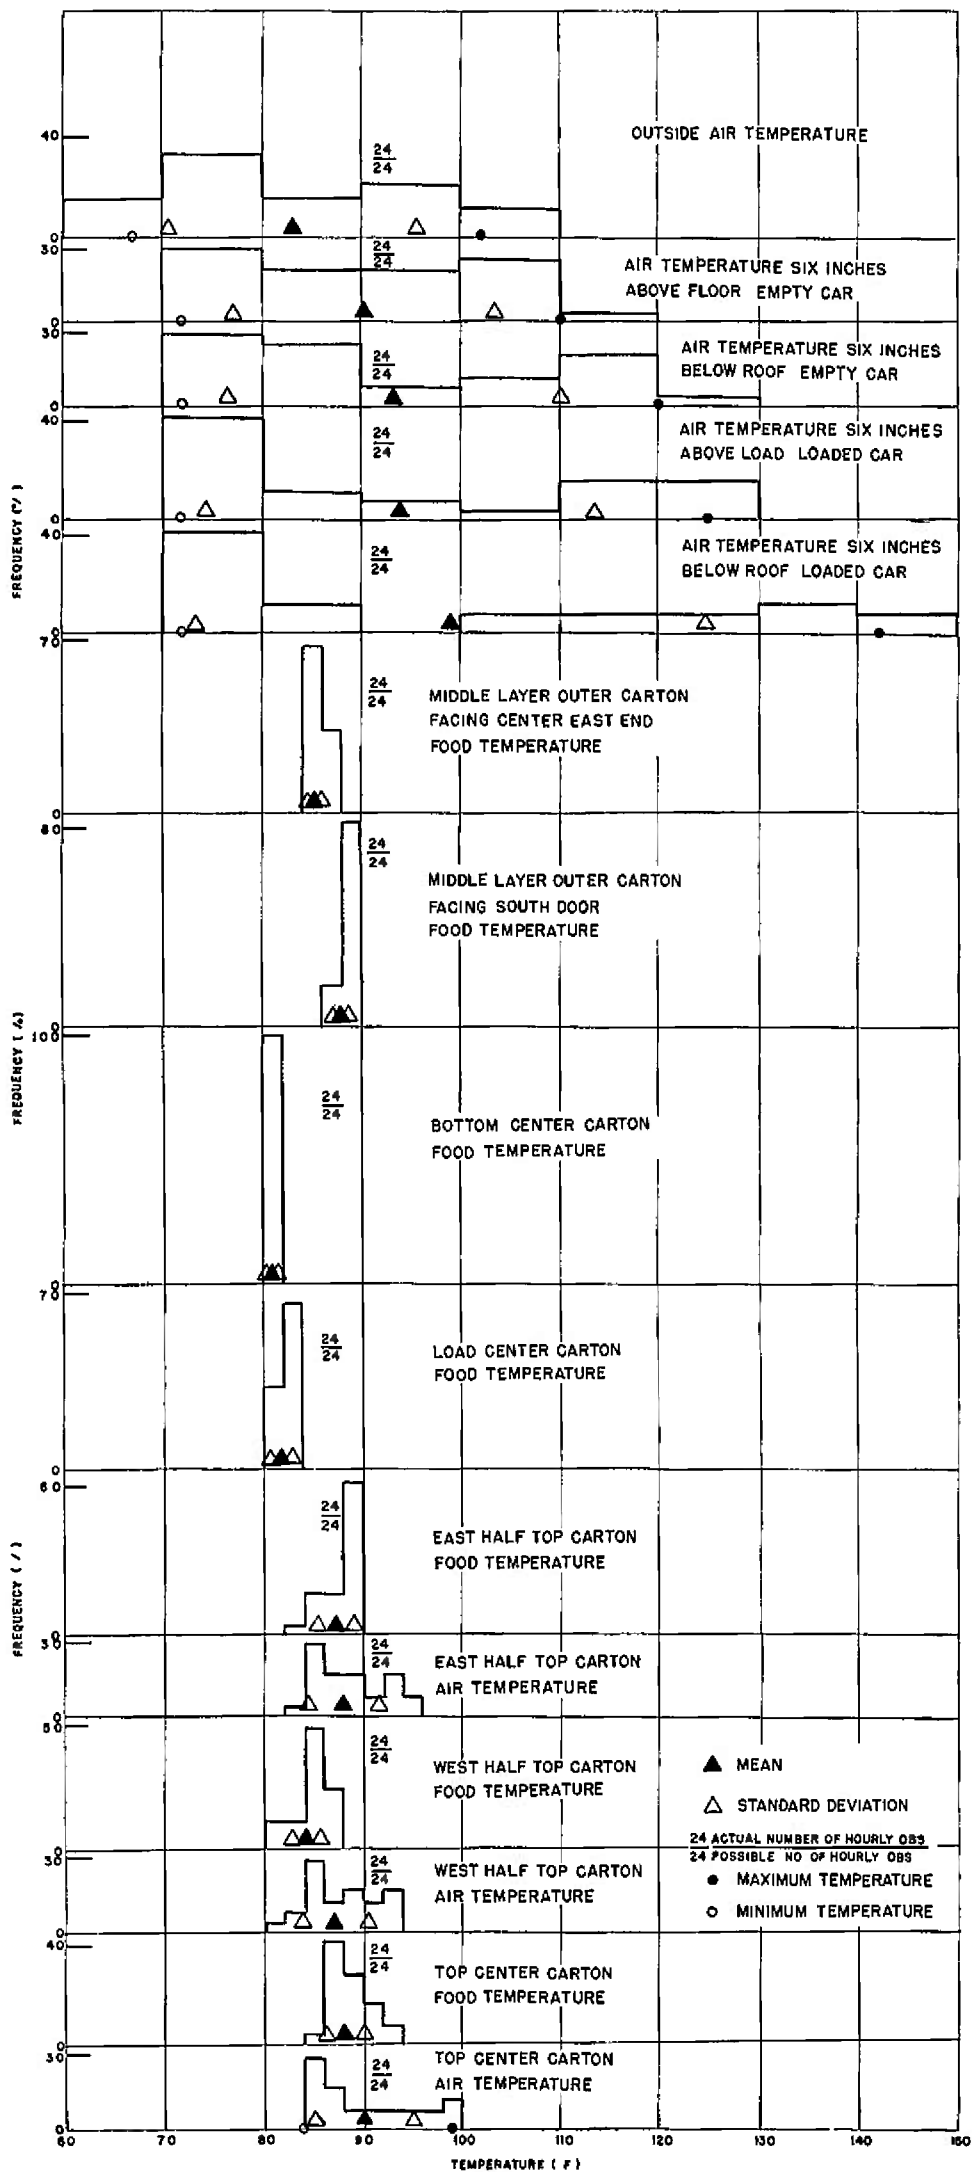 40
OUTSIDE AIR TEMPERATURE
24
24
0
30
24
24
AIR TEMPERATURE SIX INCHES
ABOVE FLOOR EMPTY CAR
0
30
24
24
AIR TEMPERATURE SIX INCHES
BELOW ROOF EMPTY CAR
0
40
24
24
AIR TEMPERATURE SIX INCHES
ABOVE LOAD LOADED CAR
0
40
24
24
AIR TEMPERATURE SIX INCHES
BELOW ROOF LOADED CAR
FREQUENCY (%)
0
70
24
24
MIDDLE LAYER OUTER CARTON
FACING CENTER EAST END
FOOD TEMPERATURE
0
80
24
24
MIDDLE LAYER OUTER CARTON
FACING SOUTH DOOR
FOOD TEMPERATURE
0
100
FREQUENCY (%)
24
24
BOTTOM CENTER CARTON
FOOD TEMPERATURE
0
70
24
24
LOAD CENTER CARTON
FOOD TEMPERATURE
0
60
24
24
EAST HALF TOP CARTON
FOOD TEMPERATURE
FREQUENCY ( / )
0
30
24
24
EAST HALF TOP CARTON
AIR TEMPERATURE
0
50
24
24
WEST HALF TOP CARTON
FOOD TEMPERATURE
MEAN
STANDARD DEVIATION
24 ACTUAL NUMBER OF HOURLY OBS
24 POSSIBLE NO OF HOURLY OBS
MAXIMUM TEMPERATURE
MINIMUM TEMPERATURE
0
30
24
24
WEST HALF TOP CARTON
AIR TEMPERATURE
0
40
24
24
TOP CENTER CARTON
FOOD TEMPERATURE
0
30
24
24
TOP CENTER CARTON
AIR TEMPERATURE
0
60 70 80 90 100 110 120 130 140 150
TEMPERATURE ( F )